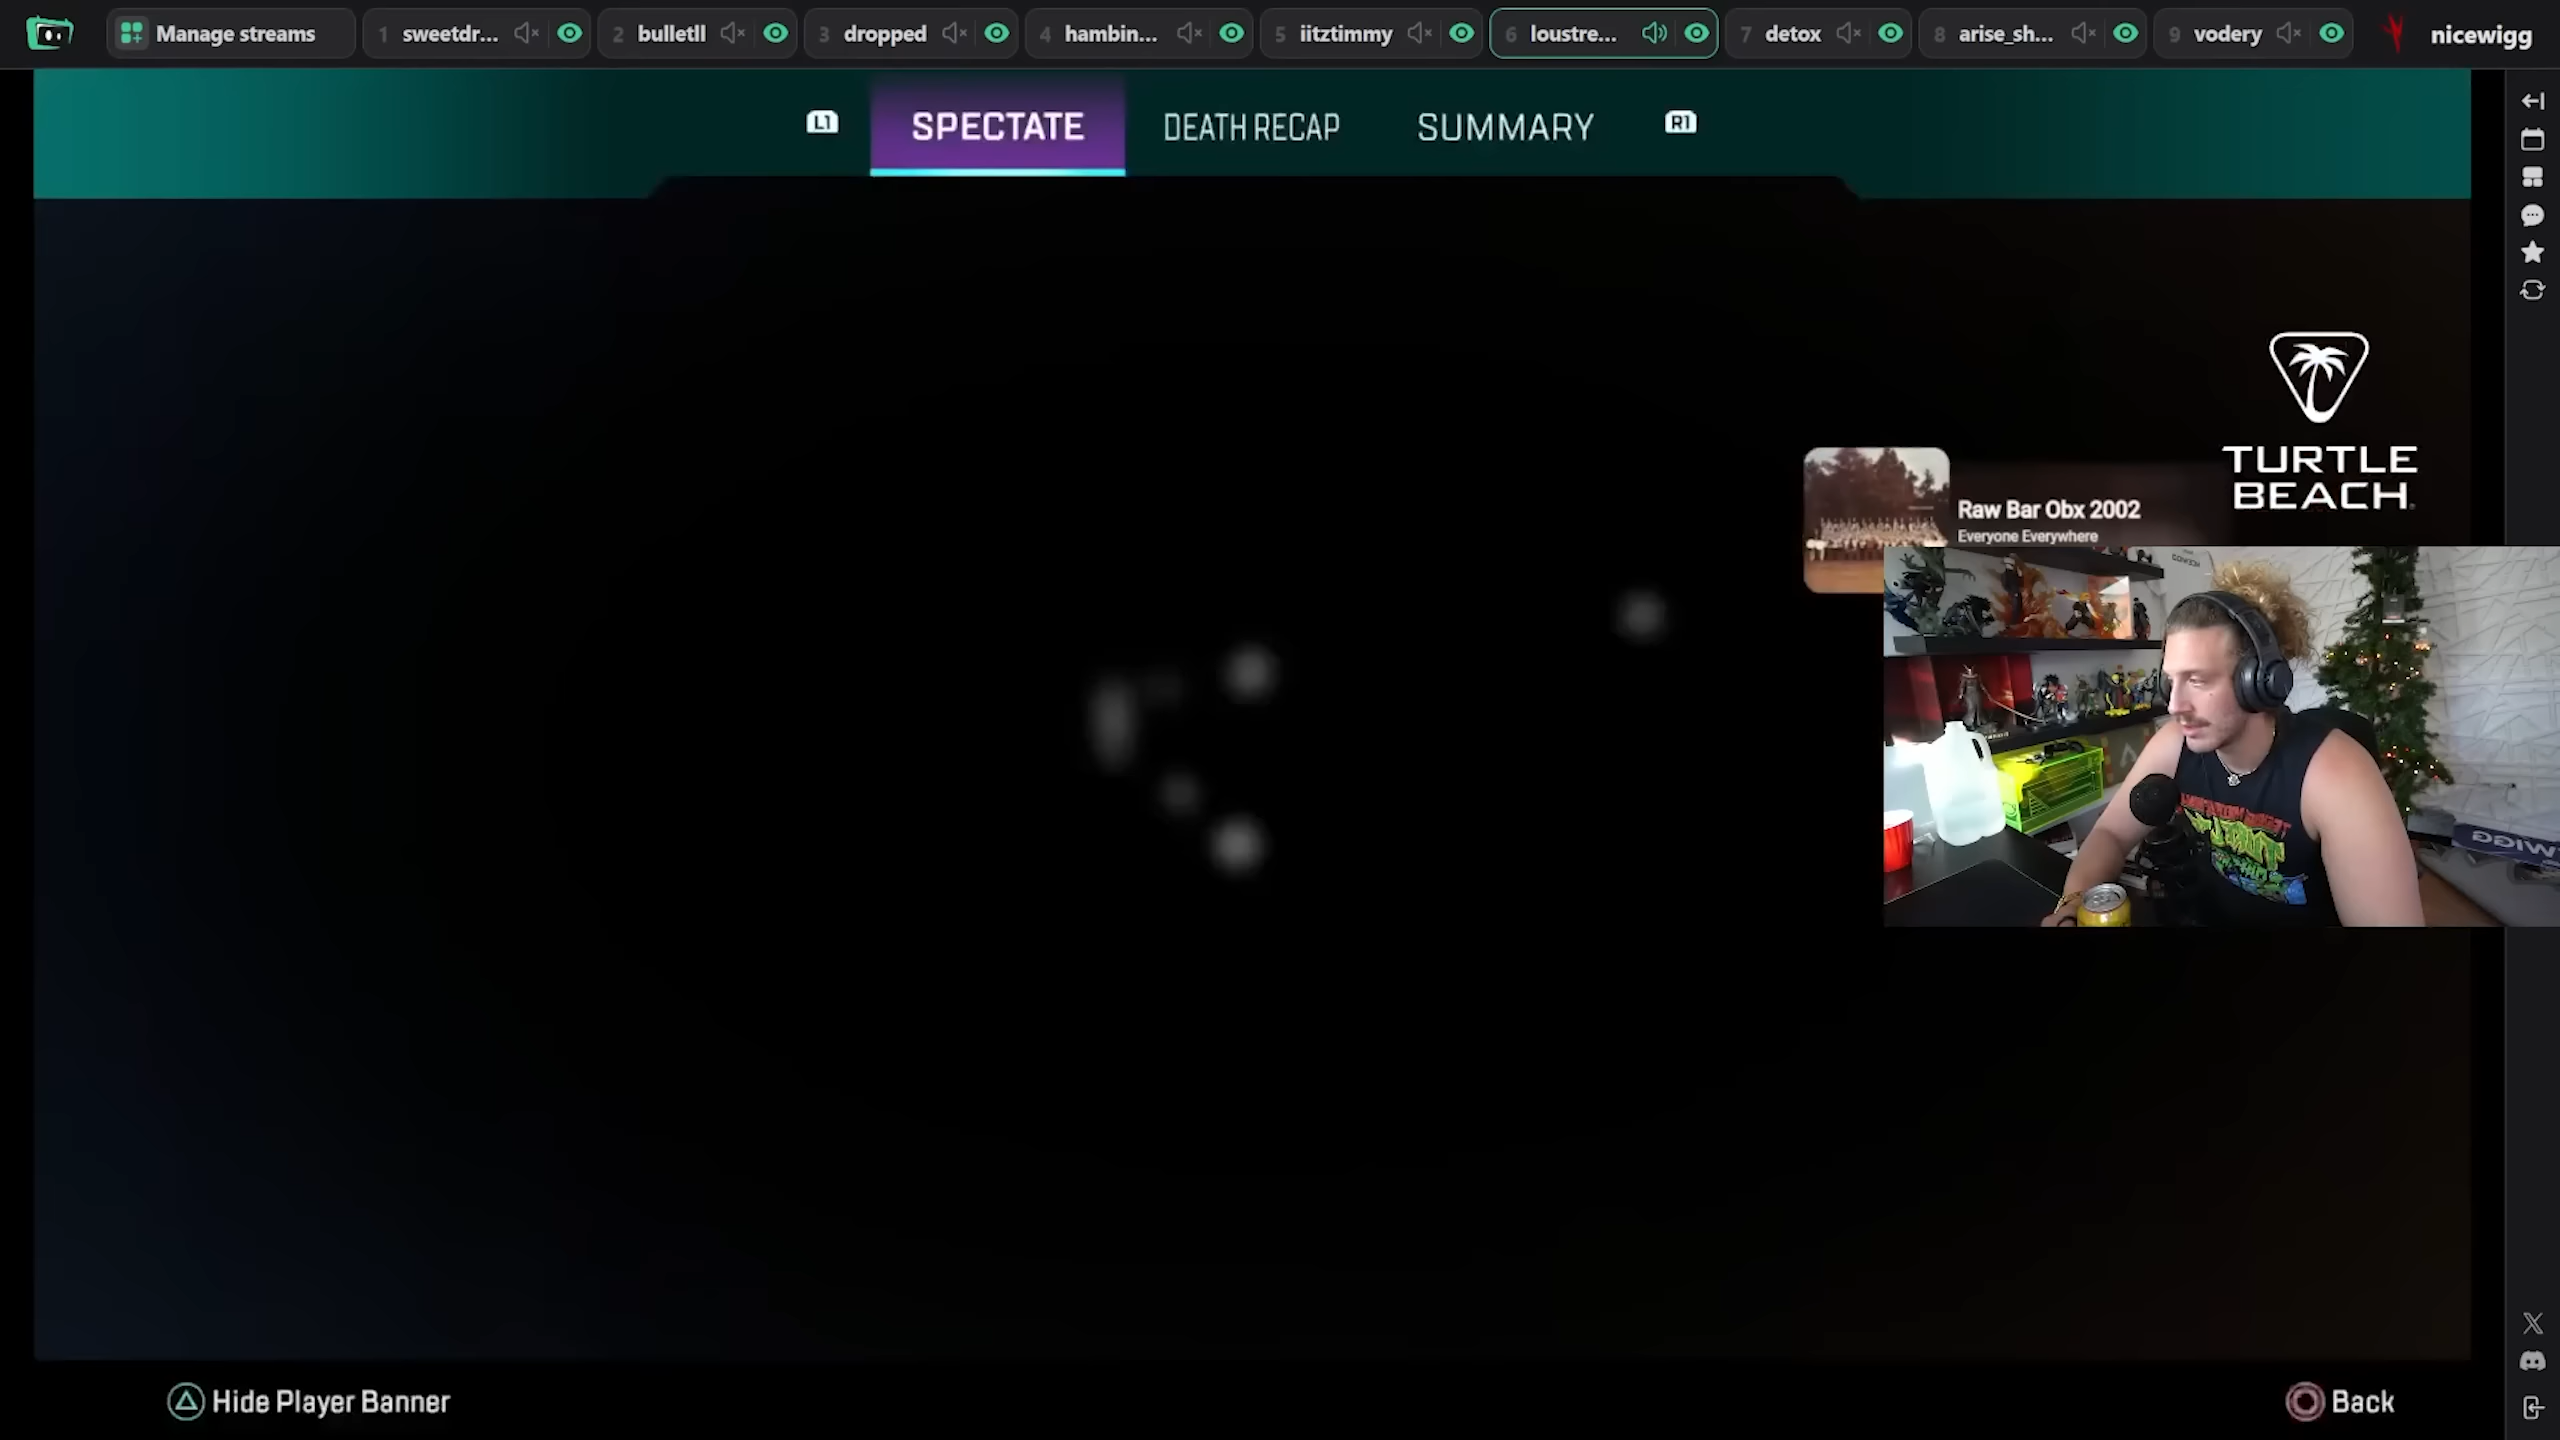 Manage streams
1 sweetdr...
2 bulletll
3 dropped
4 hambin...
5 iitztimmy
6 loustre...
7 detox
8 arise_sh...
9 vodery
nicewigg
L1
SPECTATE
DEATH RECAP
SUMMARY
R1
TURTLE
BEACH
Raw Bar Obx 2002
Everyone Everywhere
Hide Player Banner
Back